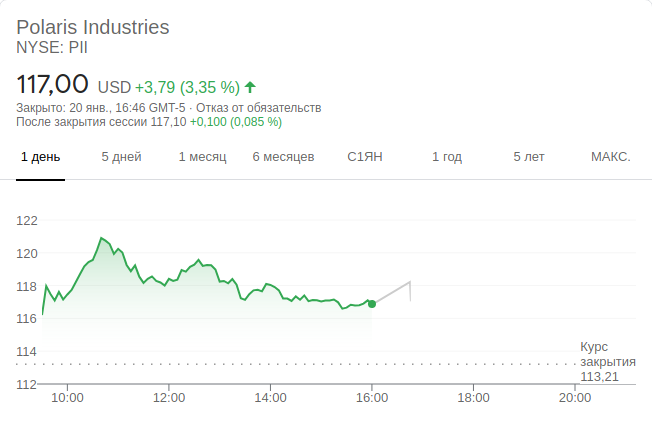 Polaris Industries
NYSE: PII
117,00 USD +3,79 (3,35 %)
Закрыто: 20 янв., 16:46 GMT-5 · Отказ от обязательств
После закрытия сессии 117,10 +0,100 (0,085 %)
1 день 5 дней 1 месяц 6 месяцев С1ЯН 1 год 5 лет МАКС.
122
120
118
116
114
112
Курс
закрытия
113,21
10:00 12:00 14:00 16:00 18:00 20:00